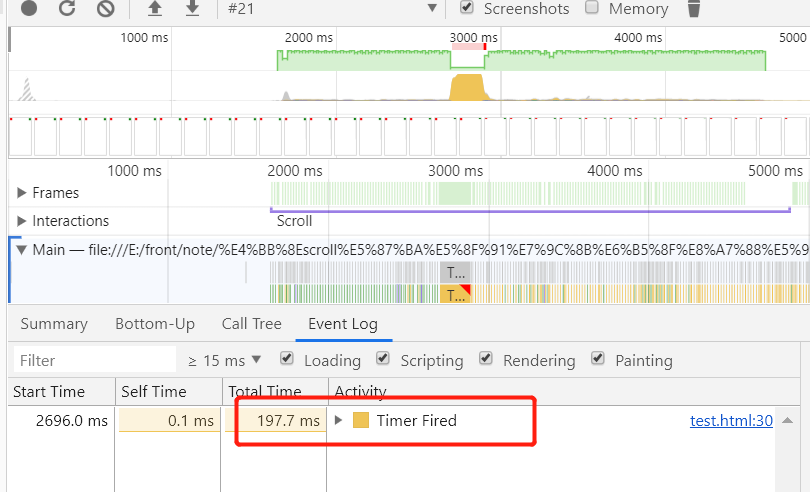 #21 Screenshots Memory
1000 ms 2000 ms 3000 ms 4000 ms 5000
1000 ms 2000 ms 3000 ms 4000 ms 5000 ms
Frames
Interactions Scroll
Main — file:///E:/front/note/%E4%BB%8Escroll%E5%87%BA%E5%8F%91%E7%9C%8B%E6%B5%8F%E8%A7%88%E5%9
T...
T...
Summary Bottom-Up Call Tree Event Log
Filter ≥ 15 ms Loading Scripting Rendering Painting
Start Time Self Time Total Time Activity
2696.0 ms 0.1 ms 197.7 ms Timer Fired test.html:30